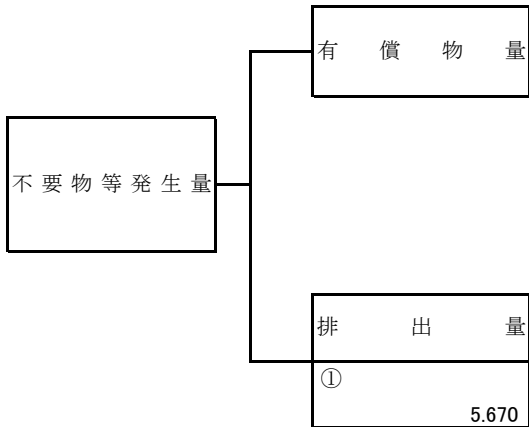 有償物量
不要物等発生量
排出量
①
5.670